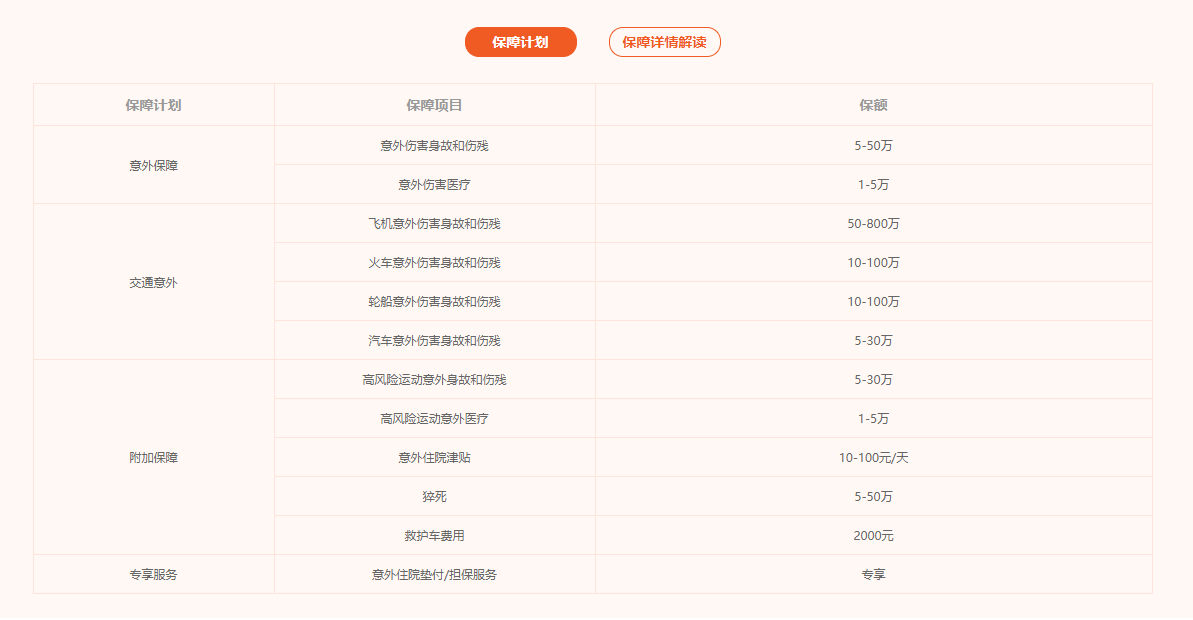 保障计划 保障详情解读
保障计划 保障项目 保额
意外保障
意外伤害身故和伤残 5-50万
意外伤害医疗 1-5万
交通意外
飞机意外伤害身故和伤残 50-800万
火车意外伤害身故和伤残 10-100万
轮船意外伤害身故和伤残 10-100万
汽车意外伤害身故和伤残 5-30万
附加保障
高风险运动意外身故和伤残 5-30万
高风险运动意外医疗 1-5万
意外住院津贴 10-100元/天
猝死 5-50万
救护车费用 2000元
专享服务 意外住院垫付/担保服务 专享